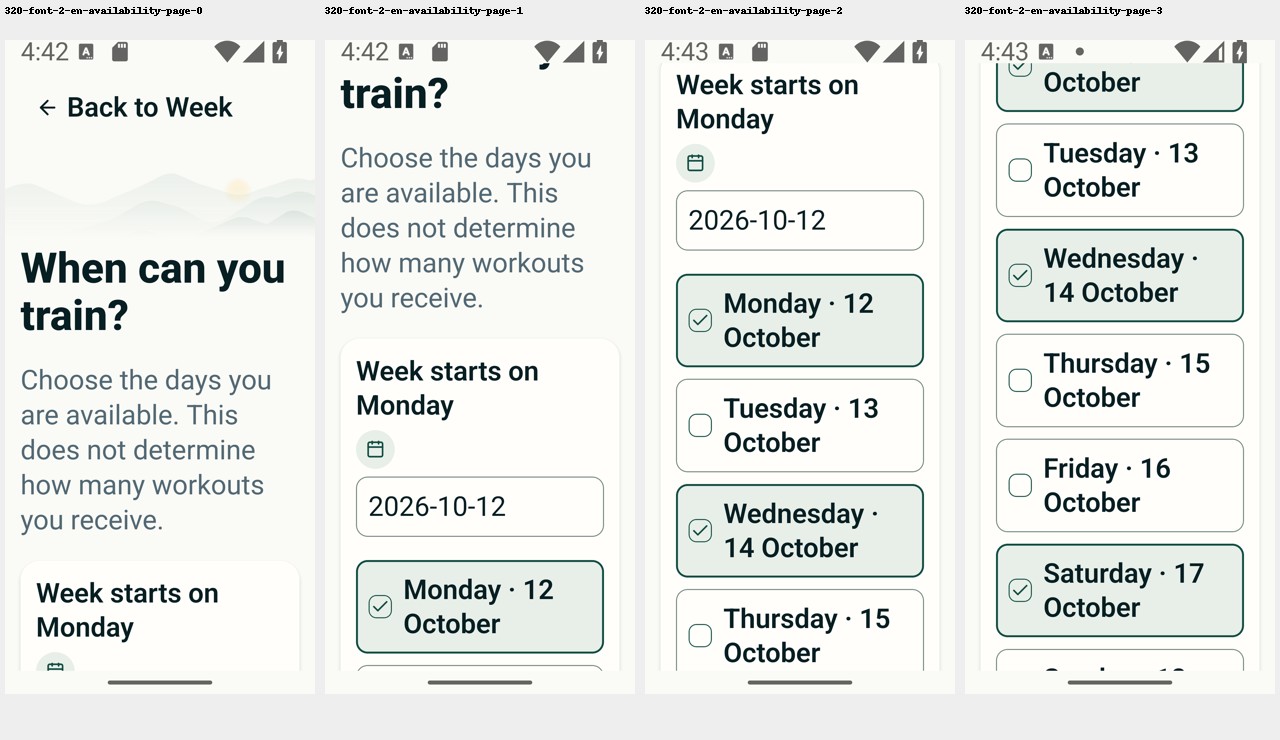 320-font-2-en-availability-page-0
4:42
Back to Week
When can you
train?
Choose the days you
are available. This
does not determine
how many workouts
you receive.
Week starts on
Monday
320-font-2-en-availability-page-1
4:42
train?
Choose the days you
are available. This
does not determine
how many workouts
you receive.
Week starts on
Monday
2026-10-12
Monday · 12
October
320-font-2-en-availability-page-2
4:43
Week starts on
Monday
2026-10-12
Monday · 12
October
Tuesday · 13
October
Wednesday ·
14 October
Thursday · 15
October
320-font-2-en-availability-page-3
4:43
October
Tuesday · 13
October
Wednesday ·
14 October
Thursday · 15
October
Friday · 16
October
Saturday · 17
October